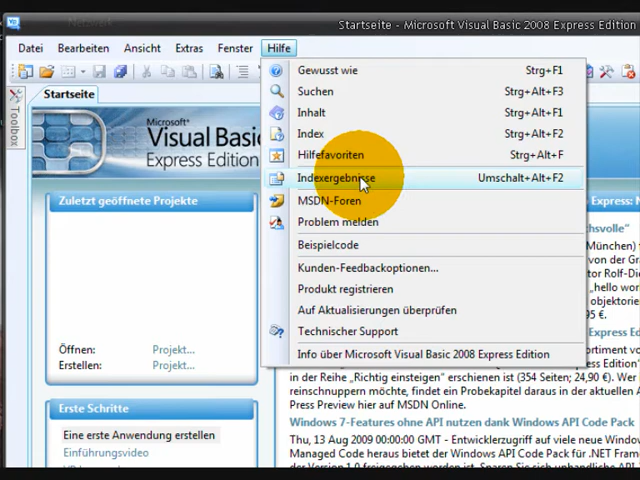 Startseite - Microsoft Visual Basic 2008 Express Edition
Datei Bearbeiten Ansicht Extras Fenster Hilfe
Startseite
Toolbox
Microsoft®
Visual Basic
Express Edition
Gewusst wie Strg+F1
Suchen Strg+Alt+F3
Inhalt Strg+Alt+F1
Index Strg+Alt+F2
Hilfefavoriten Strg+Alt+F
Indexergebnisse Umschalt+Alt+F2
MSDN-Foren
Problem melden
Beispielcode
Kunden-Feedbackoptionen...
Produkt registrieren
Auf Aktualisierungen überprüfen
Technischer Support
Info über Microsoft Visual Basic 2008 Express Edition
Zuletzt geöffnete Projekte
Öffnen: Projekt...
Erstellen: Projekt...
Erste Schritte
Eine erste Anwendung erstellen
Einführungsvideo
Express: N
hsvolle"
München)
von der Gra
tor Rolf-Die
„hello worl
objektorie
95 €.
Express Editi
ortiment vo
in der Reihe „Richtig einsteigen" erschienen ist (354 Seiten; 24,90 €). Wer
reinschnuppern möchte, findet ein Probekapitel daraus in der aktuellen
Press Preview hier auf MSDN Online.
Windows 7-Features ohne API nutzen dank Windows API Code Pack
Thu, 13 Aug 2009 00:00:00 GMT - Entwicklerzugriff auf viele neue Window
Managed Code heraus bietet der Windows API Code Pack für .NET Fram